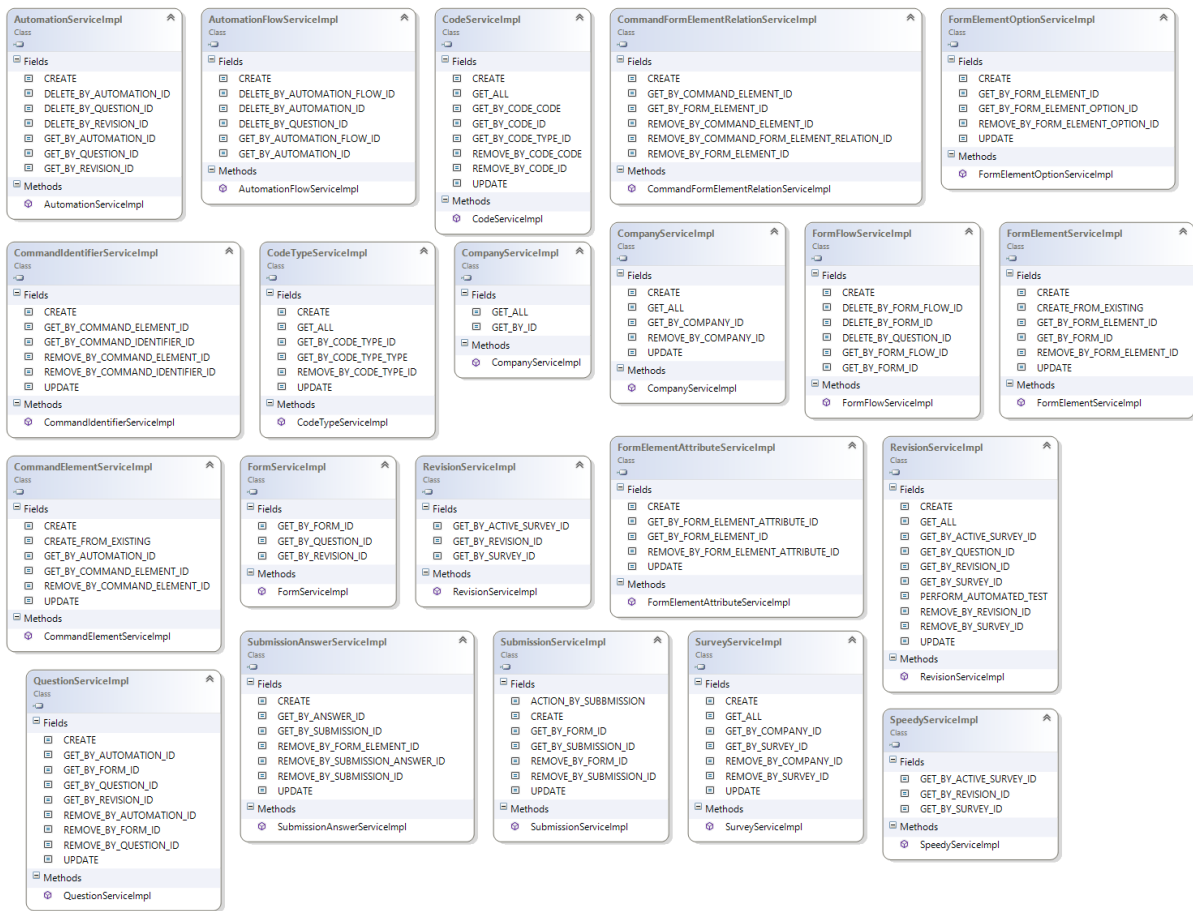 AutomationServiceImpl
Class
Fields
CREATE
DELETE_BY_AUTOMATION_ID
DELETE_BY_QUESTION_ID
DELETE_BY_REVISION_ID
GET_BY_AUTOMATION_ID
GET_BY_QUESTION_ID
GET_BY_REVISION_ID
Methods
AutomationServiceImpl
AutomationFlowServiceImpl
Class
Fields
CREATE
DELETE_BY_AUTOMATION_FLOW_ID
DELETE_BY_AUTOMATION_ID
DELETE_BY_QUESTION_ID
GET_BY_AUTOMATION_FLOW_ID
GET_BY_AUTOMATION_ID
Methods
AutomationFlowServiceImpl
CodeServiceImpl
Class
Fields
CREATE
GET_ALL
GET_BY_CODE_CODE
GET_BY_CODE_ID
GET_BY_CODE_TYPE_ID
REMOVE_BY_CODE_CODE
REMOVE_BY_CODE_ID
UPDATE
Methods
CodeServiceImpl
CommandFormElementRelationServiceImpl
Class
Fields
CREATE
GET_BY_COMMAND_ELEMENT_ID
GET_BY_FORM_ELEMENT_ID
REMOVE_BY_COMMAND_ELEMENT_ID
REMOVE_BY_COMMAND_FORM_ELEMENT_RELATION_ID
REMOVE_BY_FORM_ELEMENT_ID
Methods
CommandFormElementRelationServiceImpl
FormElementOptionServiceImpl
Class
Fields
CREATE
GET_BY_FORM_ELEMENT_ID
GET_BY_FORM_ELEMENT_OPTION_ID
REMOVE_BY_FORM_ELEMENT_OPTION_ID
UPDATE
Methods
FormElementOptionServiceImpl
CommandIdentifierServiceImpl
Class
Fields
CREATE
GET_BY_COMMAND_ELEMENT_ID
GET_BY_COMMAND_IDENTIFIER_ID
REMOVE_BY_COMMAND_ELEMENT_ID
REMOVE_BY_COMMAND_IDENTIFIER_ID
UPDATE
Methods
CommandIdentifierServiceImpl
CodeTypeServiceImpl
Class
Fields
CREATE
GET_ALL
GET_BY_CODE_TYPE_ID
GET_BY_CODE_TYPE_TYPE
REMOVE_BY_CODE_TYPE_ID
UPDATE
Methods
CodeTypeServiceImpl
CompanyServiceImpl
Class
Fields
GET_ALL
GET_BY_ID
Methods
CompanyServiceImpl
CompanyServiceImpl
Class
Fields
CREATE
GET_ALL
GET_BY_COMPANY_ID
REMOVE_BY_COMPANY_ID
UPDATE
Methods
CompanyServiceImpl
FormFlowServiceImpl
Class
Fields
CREATE
DELETE_BY_FORM_FLOW_ID
DELETE_BY_FORM_ID
DELETE_BY_QUESTION_ID
GET_BY_FORM_FLOW_ID
GET_BY_FORM_ID
Methods
FormFlowServiceImpl
FormElementServiceImpl
Class
Fields
CREATE
CREATE_FROM_EXISTING
GET_BY_FORM_ELEMENT_ID
GET_BY_FORM_ID
REMOVE_BY_FORM_ELEMENT_ID
UPDATE
Methods
FormElementServiceImpl
CommandElementServiceImpl
Class
Fields
CREATE
CREATE_FROM_EXISTING
GET_BY_AUTOMATION_ID
GET_BY_COMMAND_ELEMENT_ID
REMOVE_BY_COMMAND_ELEMENT_ID
UPDATE
Methods
CommandElementServiceImpl
FormServiceImpl
Class
Fields
GET_BY_FORM_ID
GET_BY_QUESTION_ID
GET_BY_REVISION_ID
Methods
FormServiceImpl
RevisionServiceImpl
Class
Fields
GET_BY_ACTIVE_SURVEY_ID
GET_BY_REVISION_ID
GET_BY_SURVEY_ID
Methods
RevisionServiceImpl
FormElementAttributeServiceImpl
Class
Fields
CREATE
GET_BY_FORM_ELEMENT_ATTRIBUTE_ID
GET_BY_FORM_ELEMENT_ID
REMOVE_BY_FORM_ELEMENT_ATTRIBUTE_ID
UPDATE
Methods
FormElementAttributeServiceImpl
RevisionServiceImpl
Class
Fields
CREATE
GET_ALL
GET_BY_ACTIVE_SURVEY_ID
GET_BY_QUESTION_ID
GET_BY_REVISION_ID
GET_BY_SURVEY_ID
PERFORM_AUTOMATED_TEST
REMOVE_BY_REVISION_ID
REMOVE_BY_SURVEY_ID
UPDATE
Methods
RevisionServiceImpl
QuestionServiceImpl
Class
Fields
CREATE
GET_BY_AUTOMATION_ID
GET_BY_FORM_ID
GET_BY_QUESTION_ID
GET_BY_REVISION_ID
REMOVE_BY_AUTOMATION_ID
REMOVE_BY_FORM_ID
REMOVE_BY_QUESTION_ID
UPDATE
Methods
QuestionServiceImpl
SubmissionAnswerServiceImpl
Class
Fields
CREATE
GET_BY_ANSWER_ID
GET_BY_SUBMISSION_ID
REMOVE_BY_FORM_ELEMENT_ID
REMOVE_BY_SUBMISSION_ANSWER_ID
REMOVE_BY_SUBMISSION_ID
UPDATE
Methods
SubmissionAnswerServiceImpl
SubmissionServiceImpl
Class
Fields
ACTION_BY_SUBBMISSION
CREATE
GET_BY_FORM_ID
GET_BY_SUBMISSION_ID
REMOVE_BY_FORM_ID
REMOVE_BY_SUBMISSION_ID
UPDATE
Methods
SubmissionServiceImpl
SurveyServiceImpl
Class
Fields
CREATE
GET_ALL
GET_BY_COMPANY_ID
GET_BY_SURVEY_ID
REMOVE_BY_COMPANY_ID
REMOVE_BY_SURVEY_ID
UPDATE
Methods
SurveyServiceImpl
SpeedyServiceImpl
Class
Fields
GET_BY_ACTIVE_SURVEY_ID
GET_BY_REVISION_ID
GET_BY_SURVEY_ID
Methods
SpeedyServiceImpl